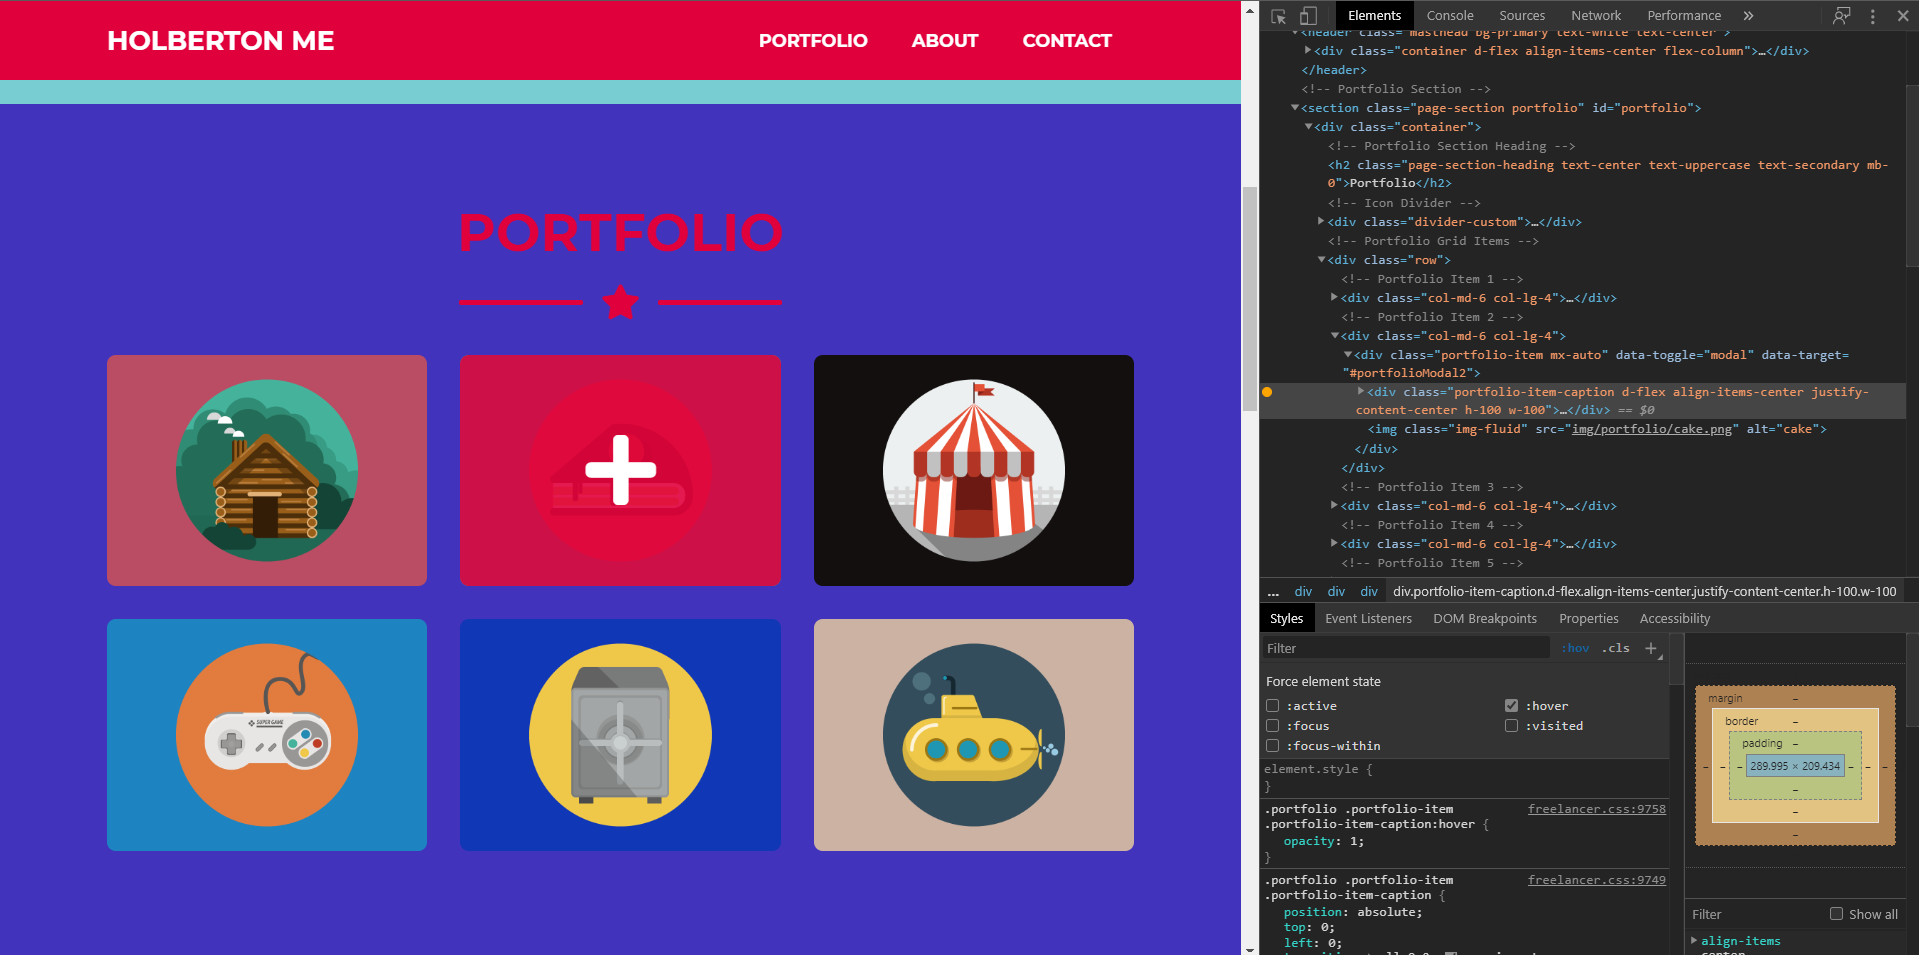 HOLBERTON ME
PORTFOLIO ABOUT CONTACT
PORTFOLIO
SUPER GAME
Elements Console Sources Network Performance »
<header class="masthead bg-primary text-white text-center">
<div class="container d-flex align-items-center flex-column">…</div>
</header>
<!-- Portfolio Section -->
<section class="page-section portfolio" id="portfolio">
<div class="container">
<!-- Portfolio Section Heading -->
<h2 class="page-section-heading text-center text-uppercase text-secondary mb-
0">Portfolio</h2>
<!-- Icon Divider -->
<div class="divider-custom">…</div>
<!-- Portfolio Grid Items -->
<div class="row">
<!-- Portfolio Item 1 -->
<div class="col-md-6 col-lg-4">…</div>
<!-- Portfolio Item 2 -->
<div class="col-md-6 col-lg-4">
<div class="portfolio-item mx-auto" data-toggle="modal" data-target=
"#portfolioModal2">
<div class="portfolio-item-caption d-flex align-items-center justify-
content-center h-100 w-100">…</div> == $0
<img class="img-fluid" src="img/portfolio/cake.png" alt="cake">
</div>
</div>
<!-- Portfolio Item 3 -->
<div class="col-md-6 col-lg-4">…</div>
<!-- Portfolio Item 4 -->
<div class="col-md-6 col-lg-4">…</div>
<!-- Portfolio Item 5 -->
... div div div div.portfolio-item-caption.d-flex.align-items-center.justify-content-center.h-100.w-100
Styles Event Listeners DOM Breakpoints Properties Accessibility
Filter :hov .cls +
Force element state
:active :hover
:focus :visited
:focus-within
element.style {
}
.portfolio .portfolio-item freelancer.css:9758
.portfolio-item-caption:hover {
opacity: 1;
}
.portfolio .portfolio-item freelancer.css:9749
.portfolio-item-caption {
position: absolute;
top: 0;
left: 0;
margin –
border –
padding –
– – – 289.995 × 209.434 – – –
–
–
–
Filter Show all
align-items